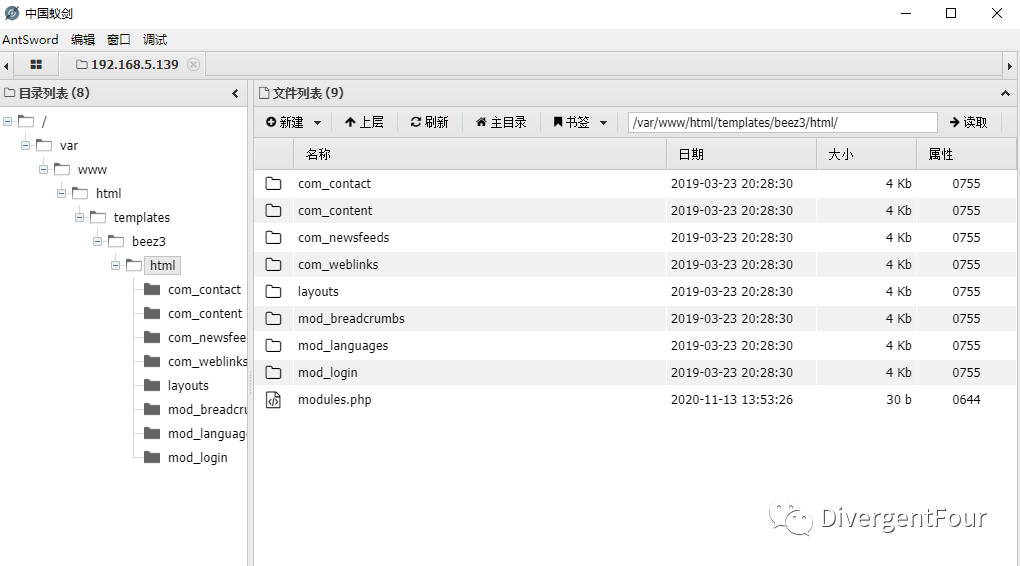 中国蚁剑
AntSword 编辑 窗口 调试
192.168.5.139
目录列表 (8)
/
var
www
html
templates
beez3
html
com_contact
com_content
com_newsfee
com_weblinks
layouts
mod_breadcru
mod_languag
mod_login
文件列表 (9)
新建 上层 刷新 主目录 书签 /var/www/html/templates/beez3/html/ 读取
名称 日期 大小 属性
com_contact 2019-03-23 20:28:30 4 Kb 0755
com_content 2019-03-23 20:28:30 4 Kb 0755
com_newsfeeds 2019-03-23 20:28:30 4 Kb 0755
com_weblinks 2019-03-23 20:28:30 4 Kb 0755
layouts 2019-03-23 20:28:30 4 Kb 0755
mod_breadcrumbs 2019-03-23 20:28:30 4 Kb 0755
mod_languages 2019-03-23 20:28:30 4 Kb 0755
mod_login 2019-03-23 20:28:30 4 Kb 0755
modules.php 2020-11-13 13:53:26 30 b 0644
DivergentFour